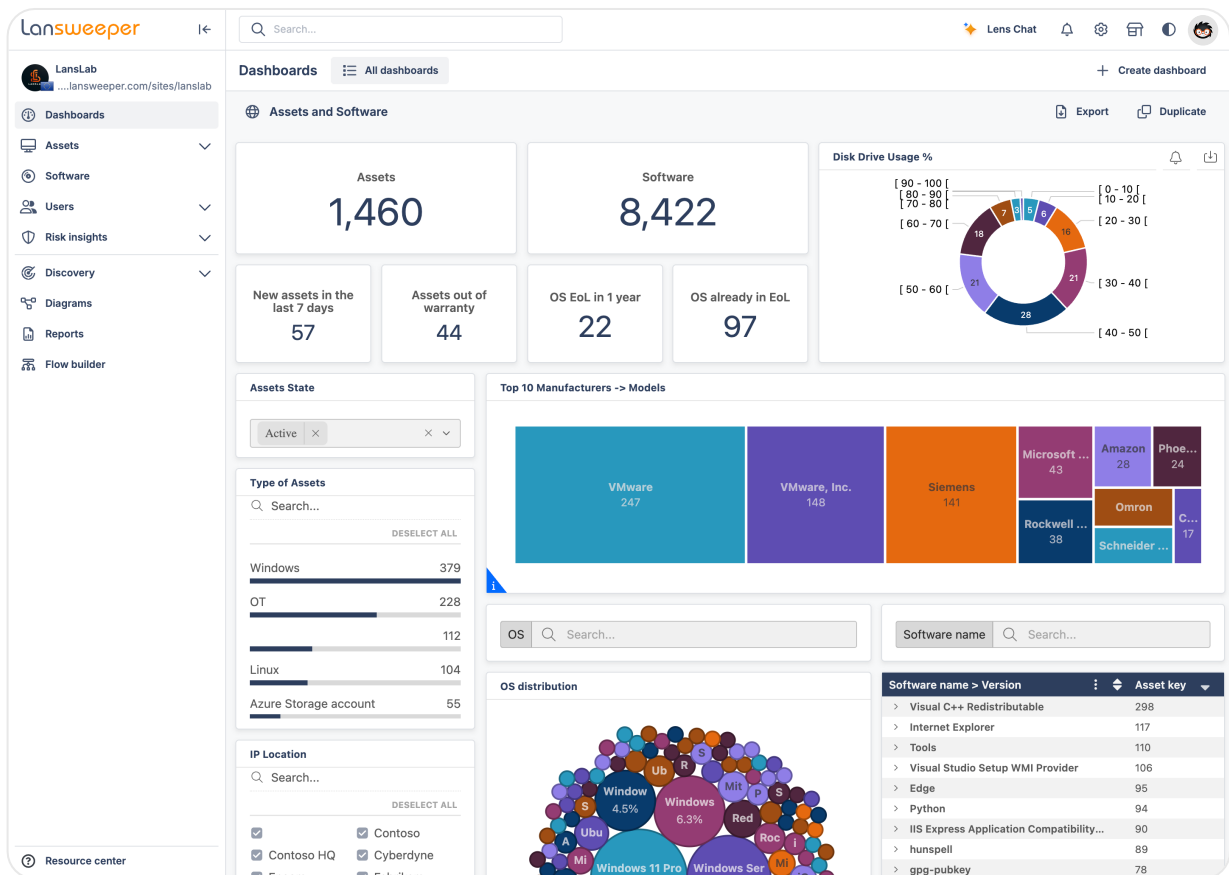 Lansweeper
Search...
Lens Chat
LansLab
....lansweeper.com/sites/lanslab
Dashboards
Assets
Software
Users
Risk insights
Discovery
Diagrams
Reports
Flow builder
Resource center
Dashboards
All dashboards
Create dashboard
Assets and Software
Export
Duplicate
Assets
1,460
Software
8,422
New assets in the
last 7 days
57
Assets out of
warranty
44
OS EoL in 1 year
22
OS already in EoL
97
Disk Drive Usage %
[ 90 - 100 [
[ 80 - 90 [
[ 70 - 80 [
[ 60 - 70 [
[ 50 - 60 [
[ 0 - 10 [
[ 10 - 20 [
[ 20 - 30 [
[ 30 - 40 [
[ 40 - 50 [
3
5
6
7
16
18
21
21
28
Assets State
Active
Type of Assets
Search...
DESELECT ALL
Windows 379
OT 228
112
Linux 104
Azure Storage account 55
IP Location
Search...
DESELECT ALL
Contoso
Contoso HQ
Cyberdyne
Top 10 Manufacturers -> Models
VMware
247
VMware, Inc.
148
Siemens
141
Microsoft ...
43
Rockwell ...
38
Amazon
28
Phoe...
24
Omron
Schneider ...
C...
17
i
OS
Search...
Software name
Search...
OS distribution
S
Ub
R
Window
4.5%
Windows
6.3%
Mit
P
S
S
Red
Ubu
A
Roc
i
Mi
Mi
Windows 11 Pro
Windows Ser
Software name > Version
Asset key
Visual C++ Redistributable 298
Internet Explorer 117
Tools 110
Visual Studio Setup WMI Provider 106
Edge 95
Python 94
IIS Express Application Compatibility... 90
hunspell 89
gpg-pubkey 78